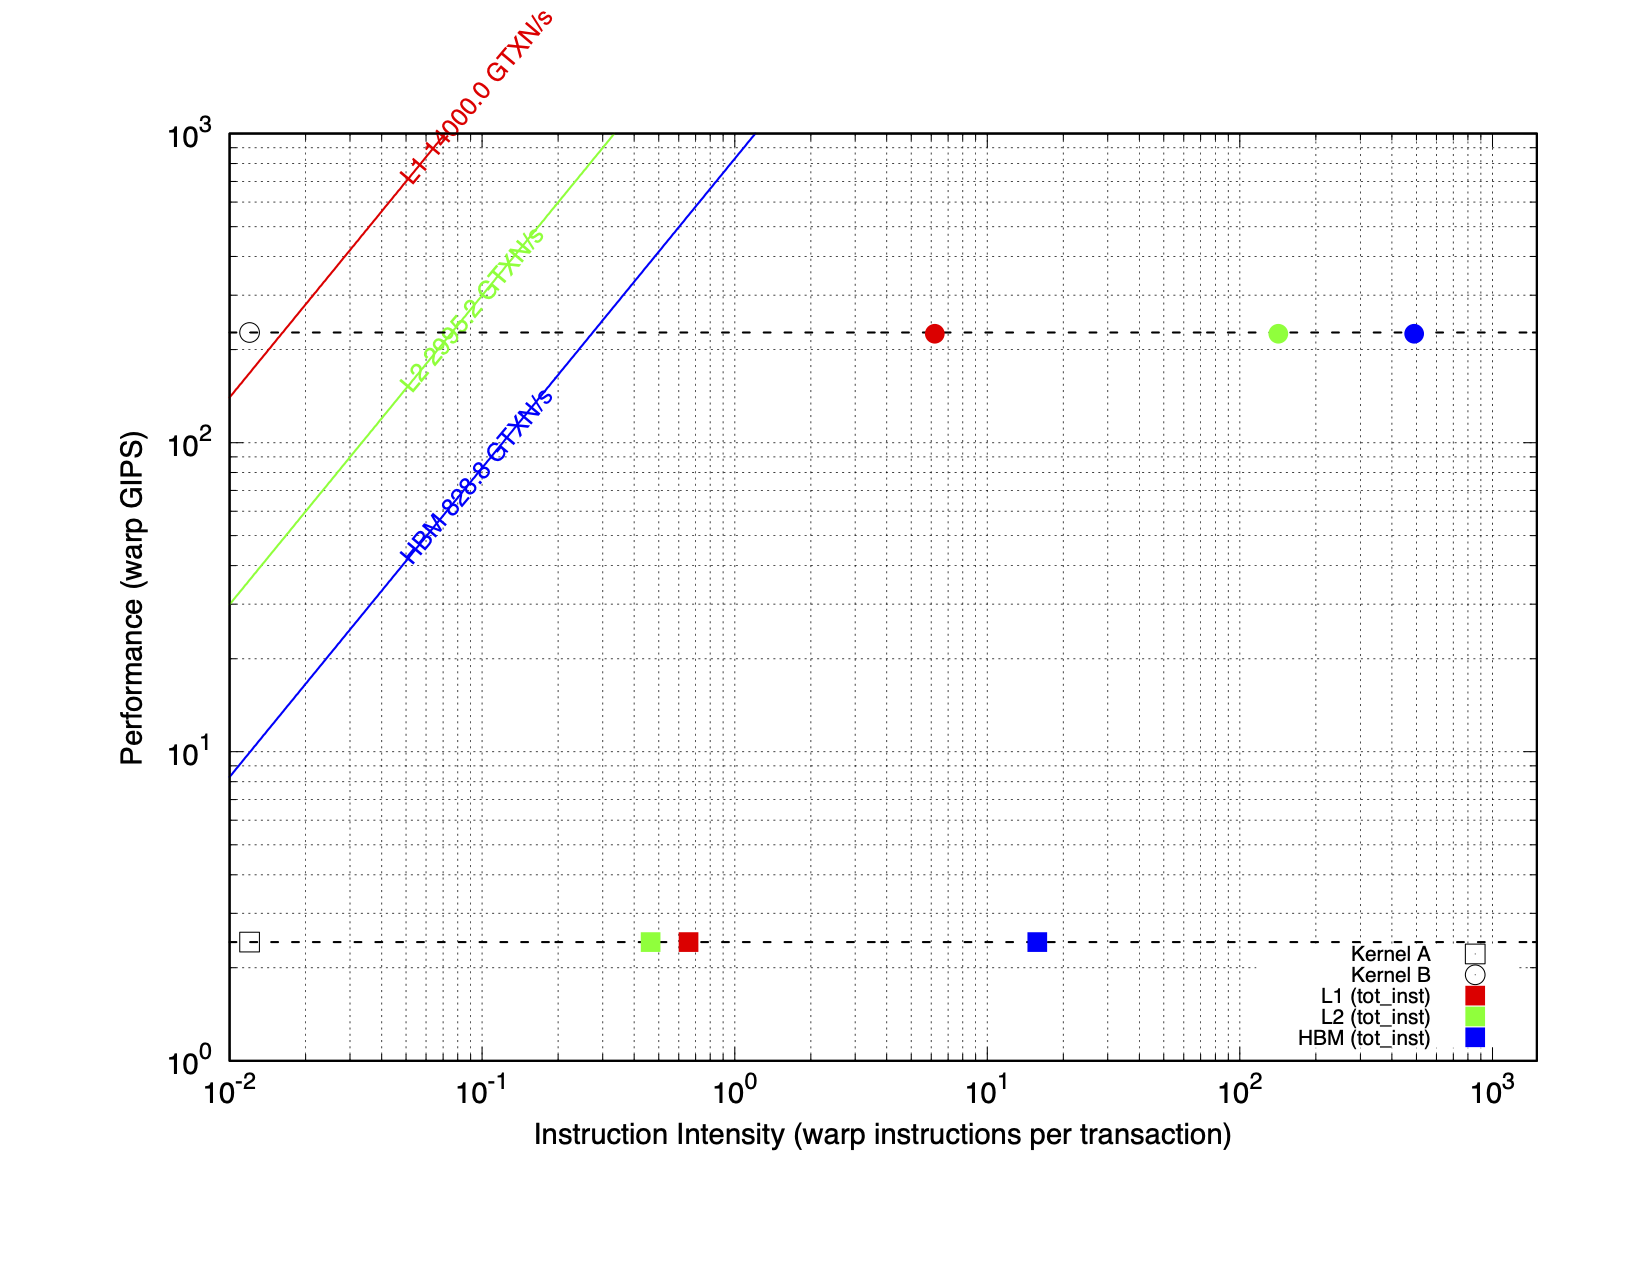 L1 14000.0 GTXN/s
L2 2995.2 GTXN/s
HBM 828.8 GTXN/s
Performance (warp GIPS)
10^3
10^2
10^1
10^0
10^-2 10^-1 10^0 10^1 10^2 10^3
Instruction Intensity (warp instructions per transaction)
Kernel A
Kernel B
L1 (tot_inst)
L2 (tot_inst)
HBM (tot_inst)